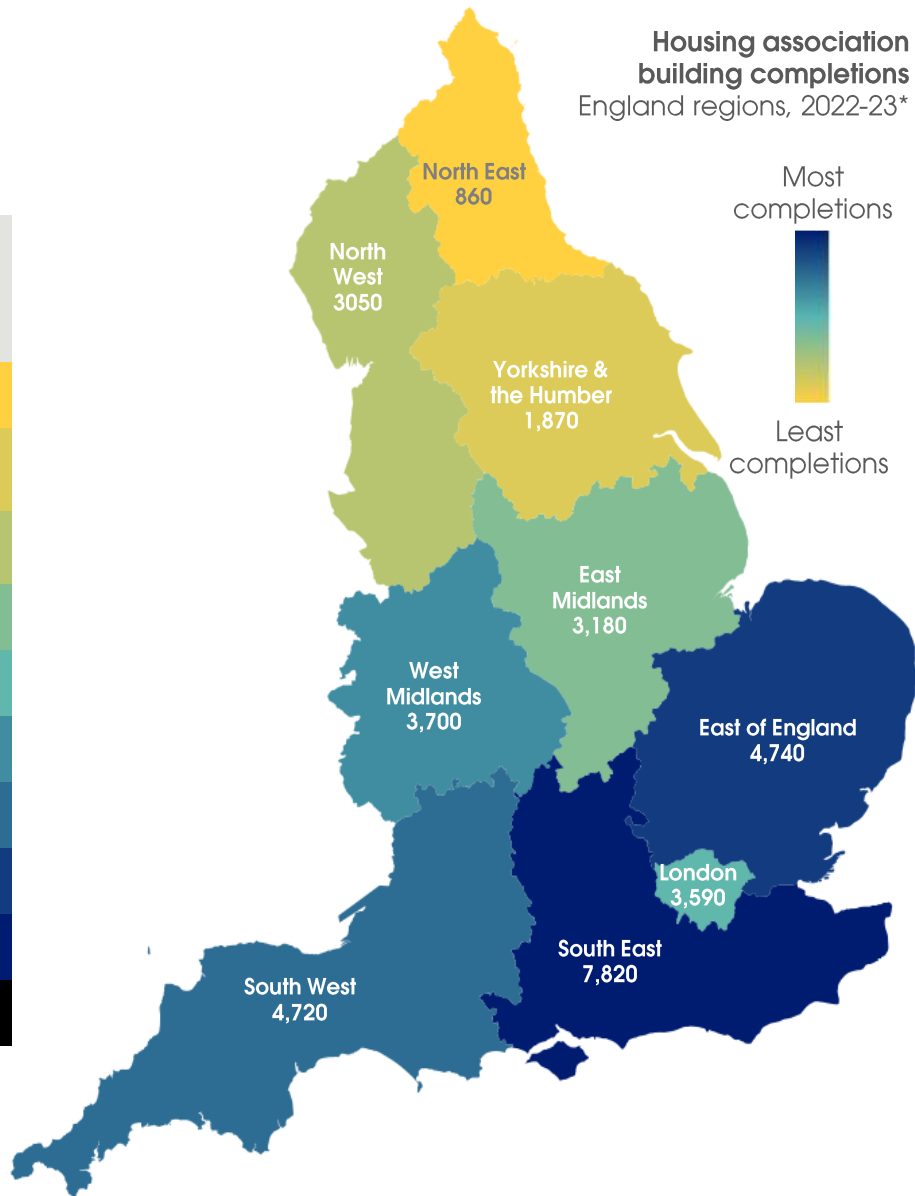 Housing association
building completions
England regions, 2022-23*
Most
completions
Least
completions
North East
860
North
West
3050
Yorkshire &
the Humber
1,870
East
Midlands
3,180
West
Midlands
3,700
East of England
4,740
London
3,590
South East
7,820
South West
4,720